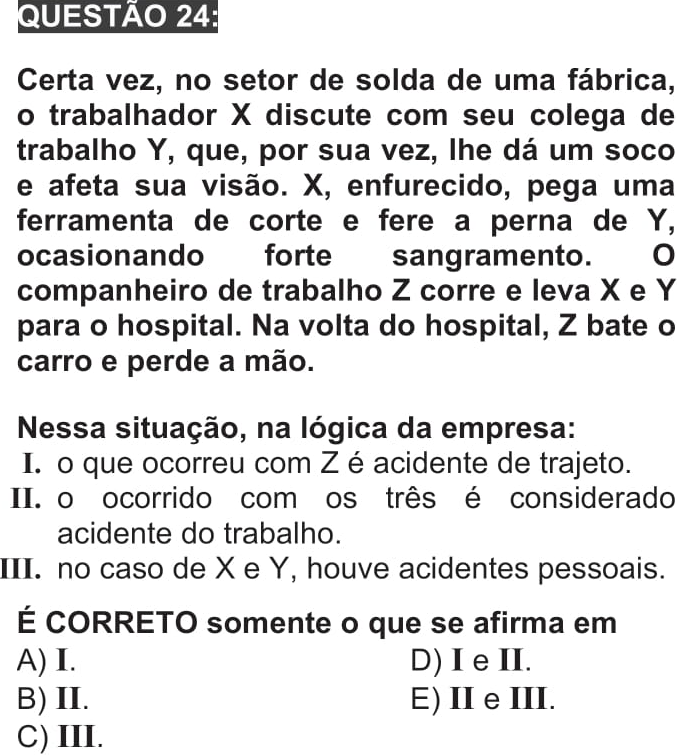 QUESTÃO 24:
Certa vez, no setor de solda de uma fábrica,
o trabalhador X discute com seu colega de
trabalho Y, que, por sua vez, lhe dá um soco
e afeta sua visão. X, enfurecido, pega uma
ferramenta de corte e fere a perna de Y,
ocasionando forte sangramento. O
companheiro de trabalho Z corre e leva X e Y
para o hospital. Na volta do hospital, Z bate o
carro e perde a mão.
Nessa situação, na lógica da empresa:
I. o que ocorreu com Z é acidente de trajeto.
II. o ocorrido com os três é considerado
acidente do trabalho.
III. no caso de X e Y, houve acidentes pessoais.
É CORRETO somente o que se afirma em
A) I.
B) II.
C) III.
D) I e II.
E) II e III.